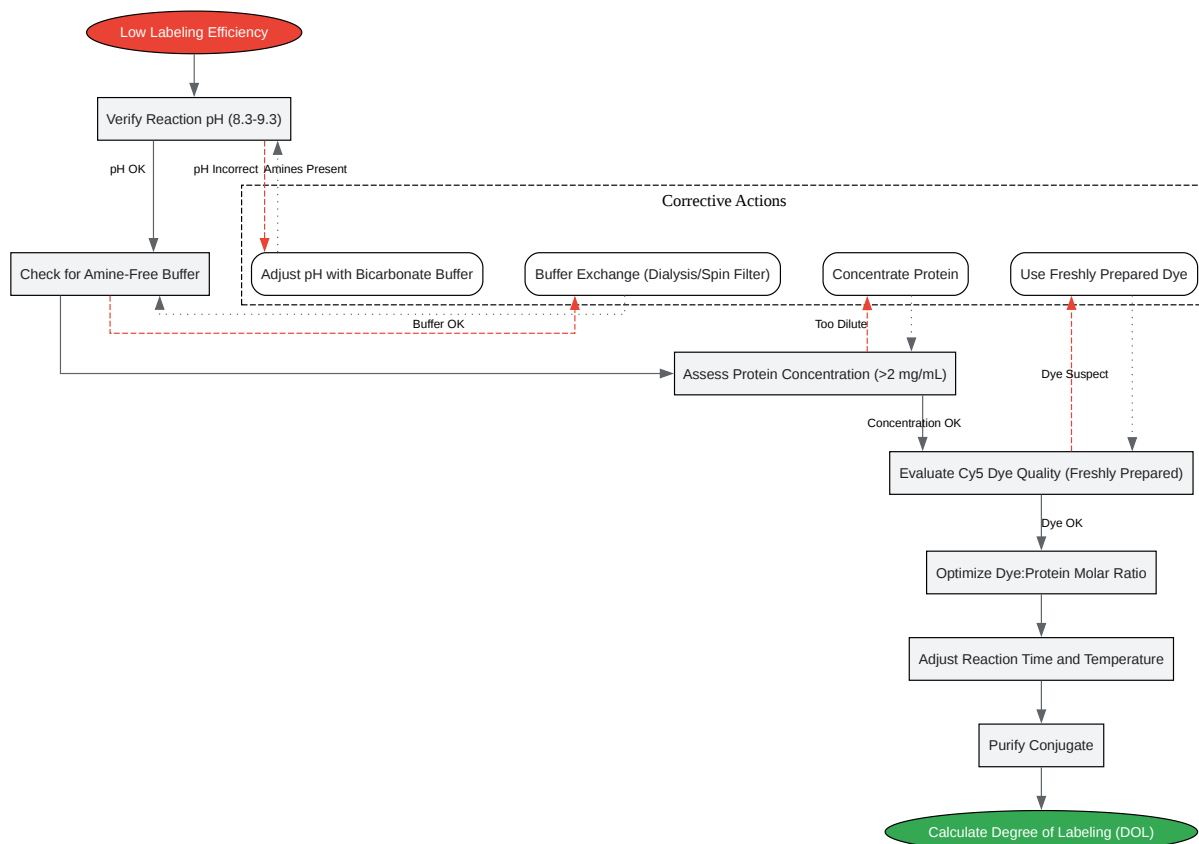 Low Labeling Efficiency
Verify Reaction pH (8.3-9.3)
pH OK
pH Incorrect
Amines Present
Corrective Actions
Check for Amine-Free Buffer
Adjust pH with Bicarbonate Buffer
Buffer Exchange (Dialysis/Spin Filter)
Concentrate Protein
Use Freshly Prepared Dye
Buffer OK
Too Dilute
Assess Protein Concentration (>2 mg/mL)
Dye Suspect
Concentration OK
Evaluate Cy5 Dye Quality (Freshly Prepared)
Dye OK
Optimize Dye:Protein Molar Ratio
Adjust Reaction Time and Temperature
Purify Conjugate
Calculate Degree of Labeling (DOL)